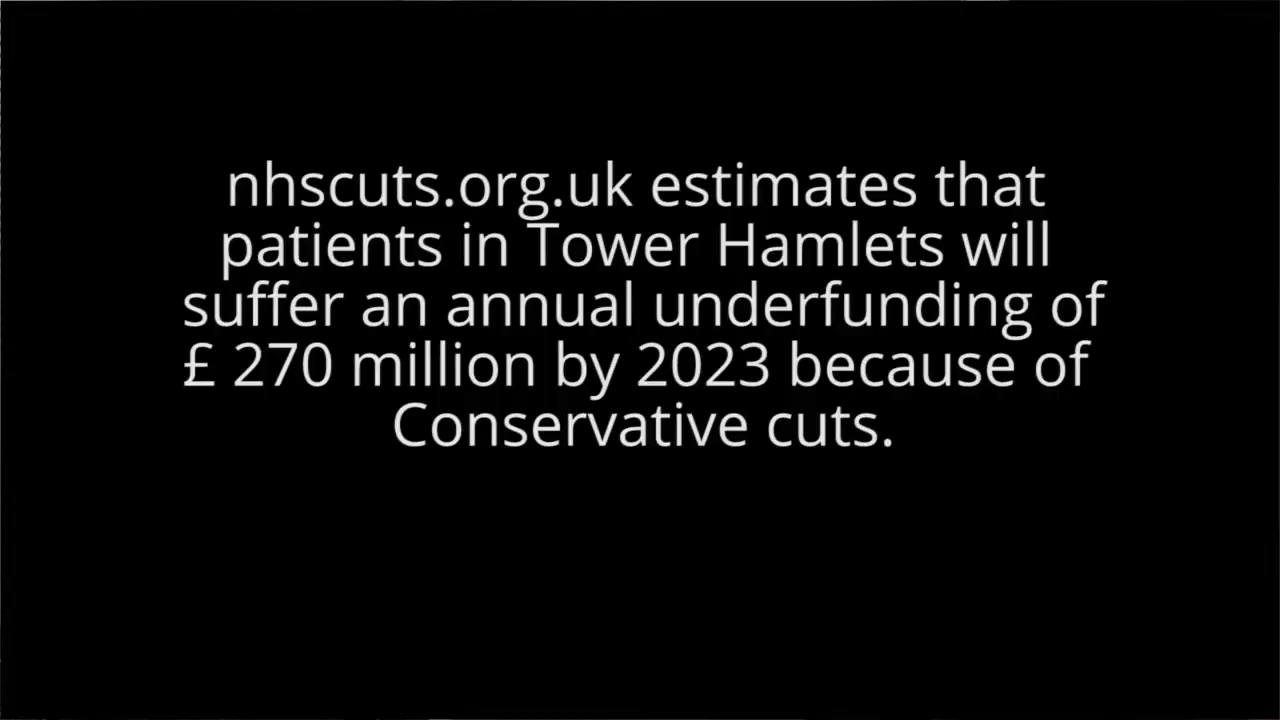 nhscuts.org.uk estimates that
patients in Tower Hamlets will
suffer an annual underfunding of
£ 270 million by 2023 because of
Conservative cuts.